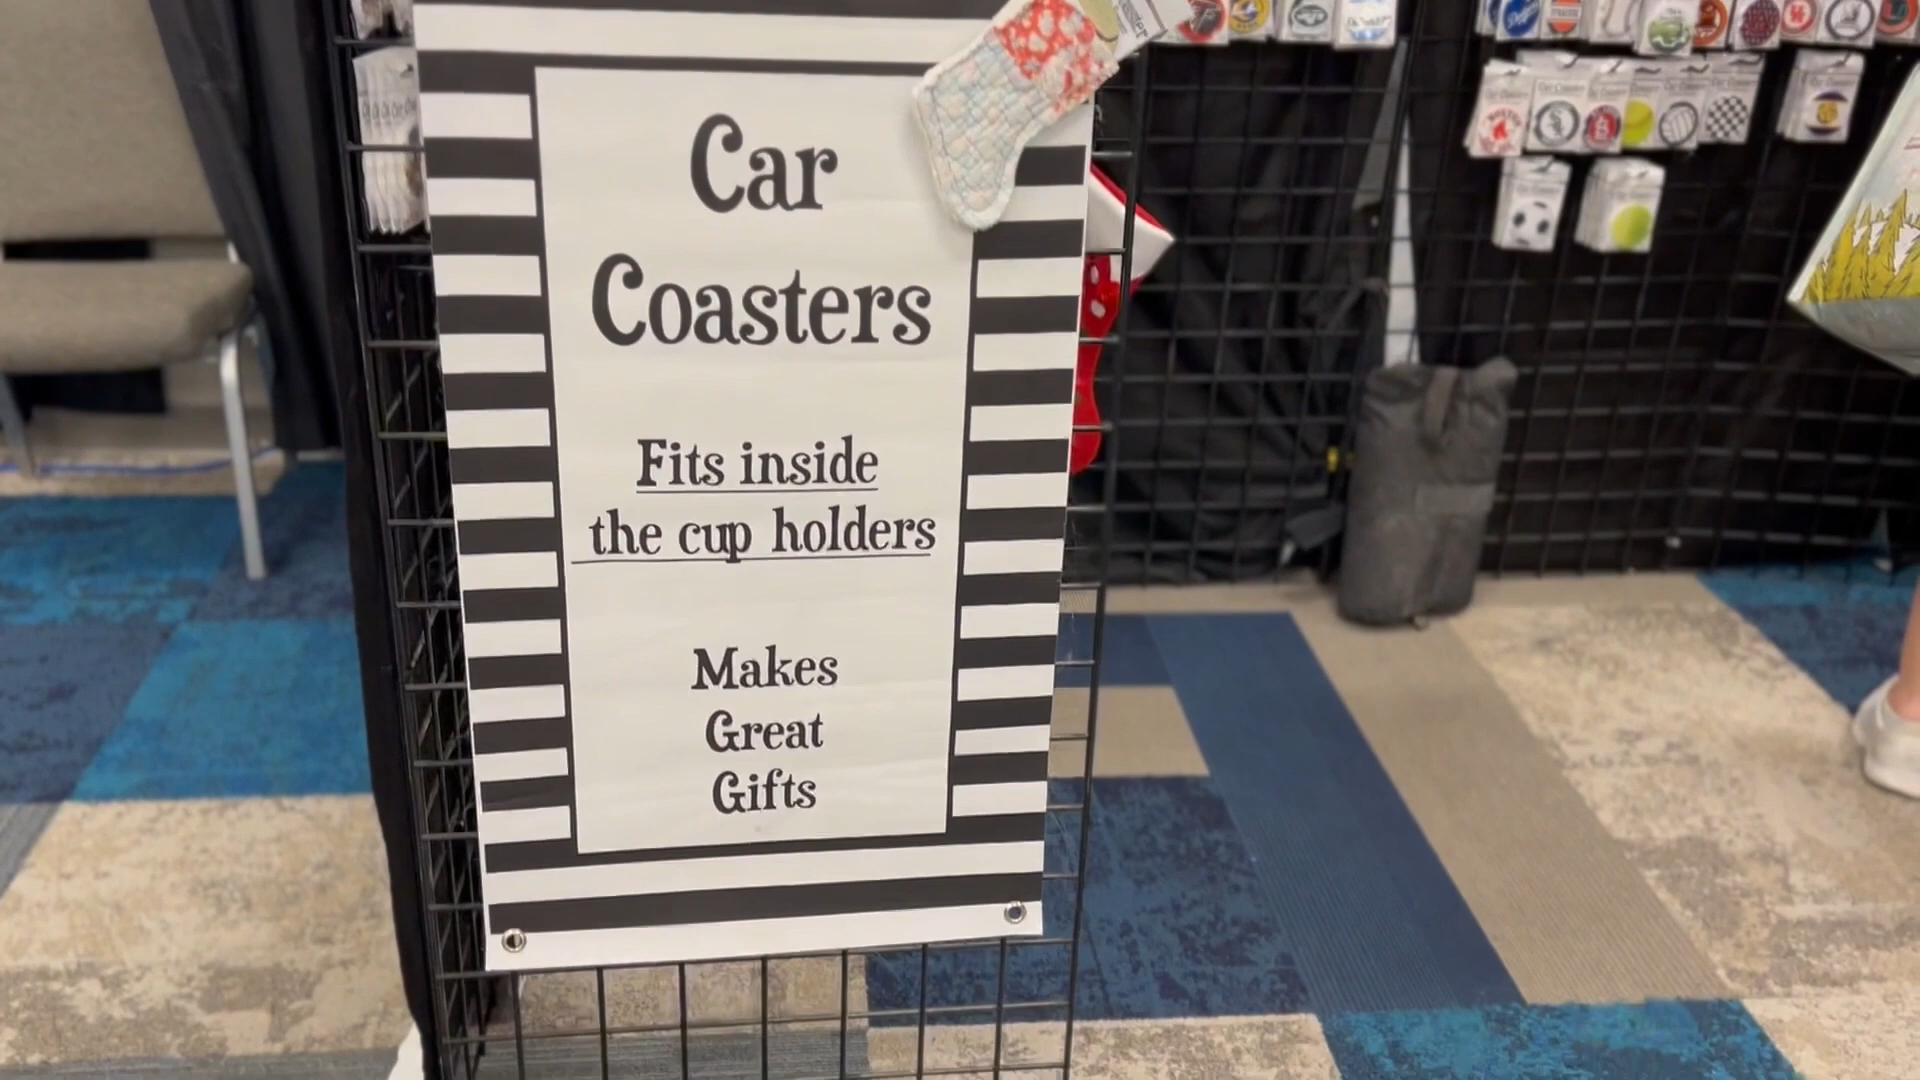 Car
Coasters
Fits inside
the cup holders
Makes
Great
Gifts